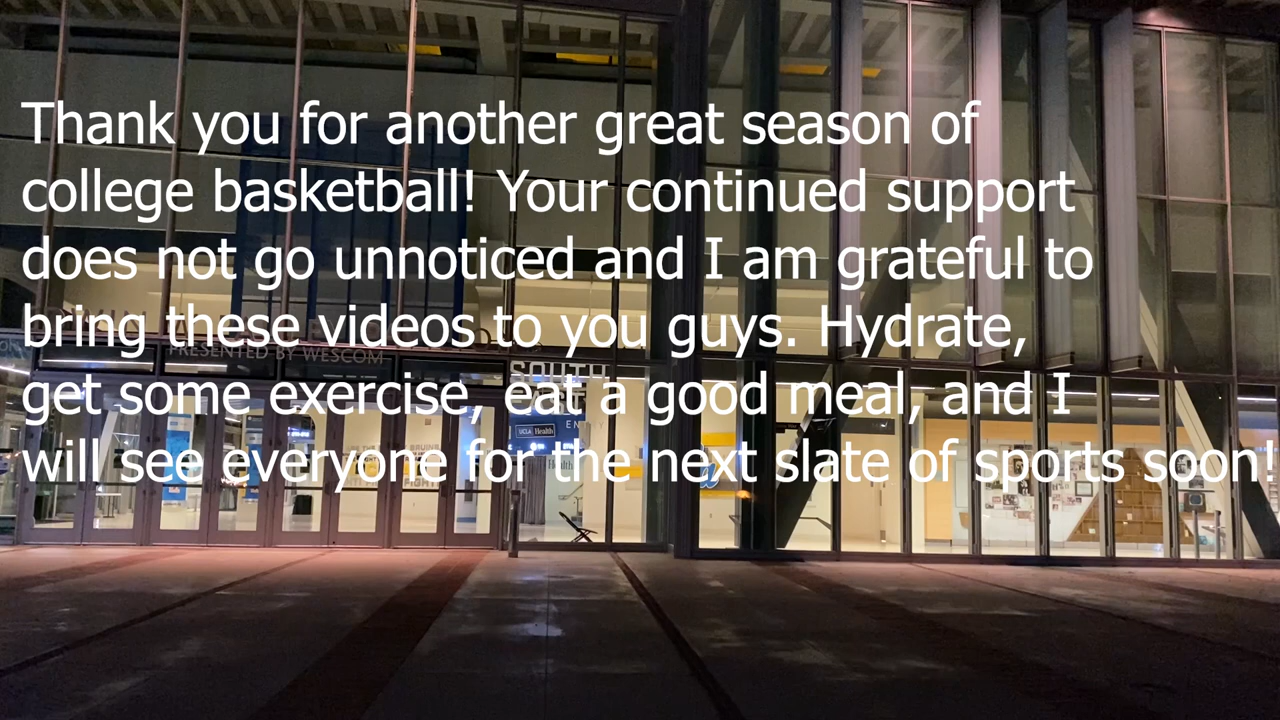 Thank you for another great season of
college basketball! Your continued support
does not go unnoticed and I am grateful to
bring these videos to you guys. Hydrate,
get some exercise, eat a good meal, and I
will see everyone for the next slate of sports soon!
PRESENTED BY WESCOM
SOUTH
UCLA Health
Health